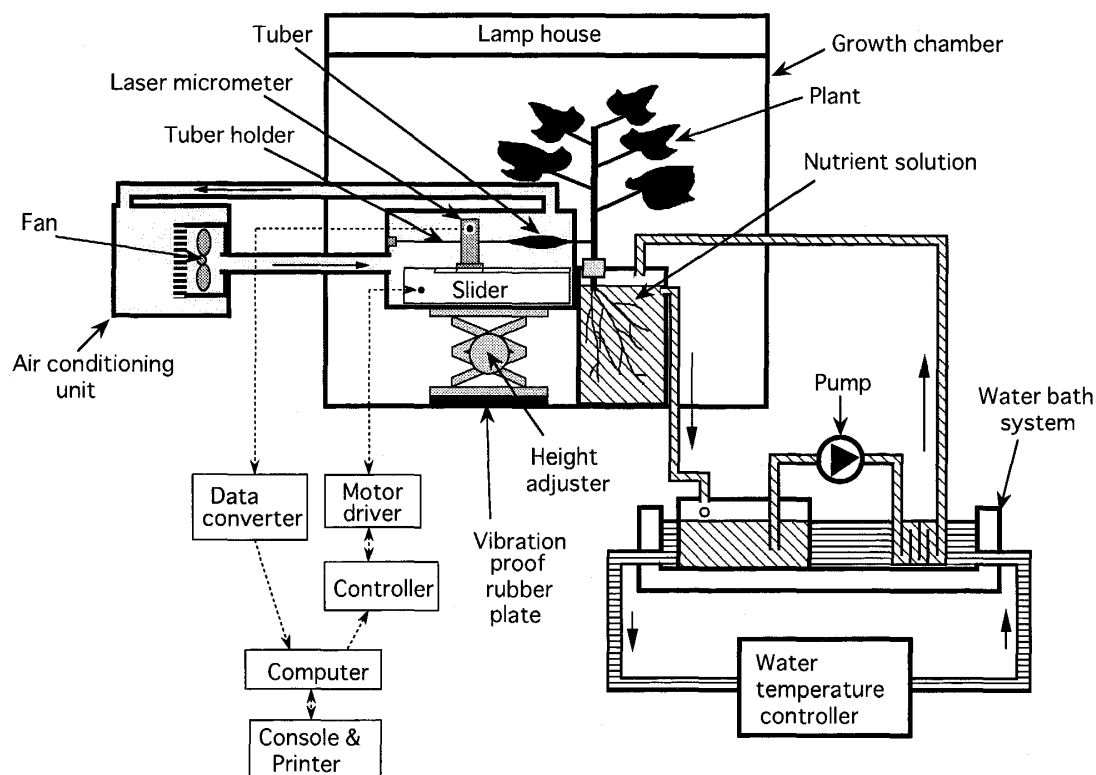 Lamp house
Tuber
Growth chamber
Laser micrometer
Plant
Tuber holder
Nutrient solution
Fan
Slider
Air conditioning
unit
Pump
Water bath
system
Height
adjuster
Data
converter
Motor
driver
Vibration
proof
rubber
plate
Controller
Computer
Water
temperature
controller
Console &
Printer